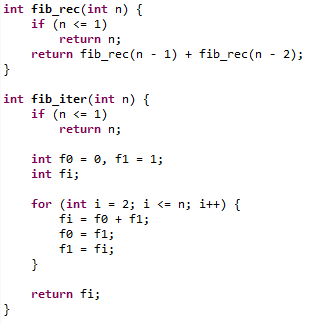 int fib_rec(int n) {
    if (n <= 1)
        return n;
    return fib_rec(n - 1) + fib_rec(n - 2);
}

int fib_iter(int n) {
    if (n <= 1)
        return n;

    int f0 = 0, f1 = 1;
    int fi;

    for (int i = 2; i <= n; i++) {
        fi = f0 + f1;
        f0 = f1;
        f1 = fi;
    }

    return fi;
}